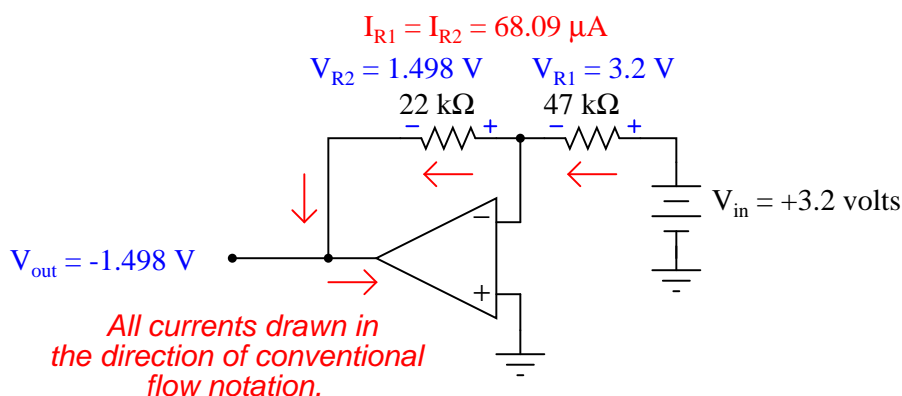 I_R1 = I_R2 = 68.09 μA
V_R2 = 1.498 V
V_R1 = 3.2 V
22 kΩ
47 kΩ
− +
− +
V_in = +3.2 volts
−
V_out = -1.498 V
+
All currents drawn in
the direction of conventional
flow notation.